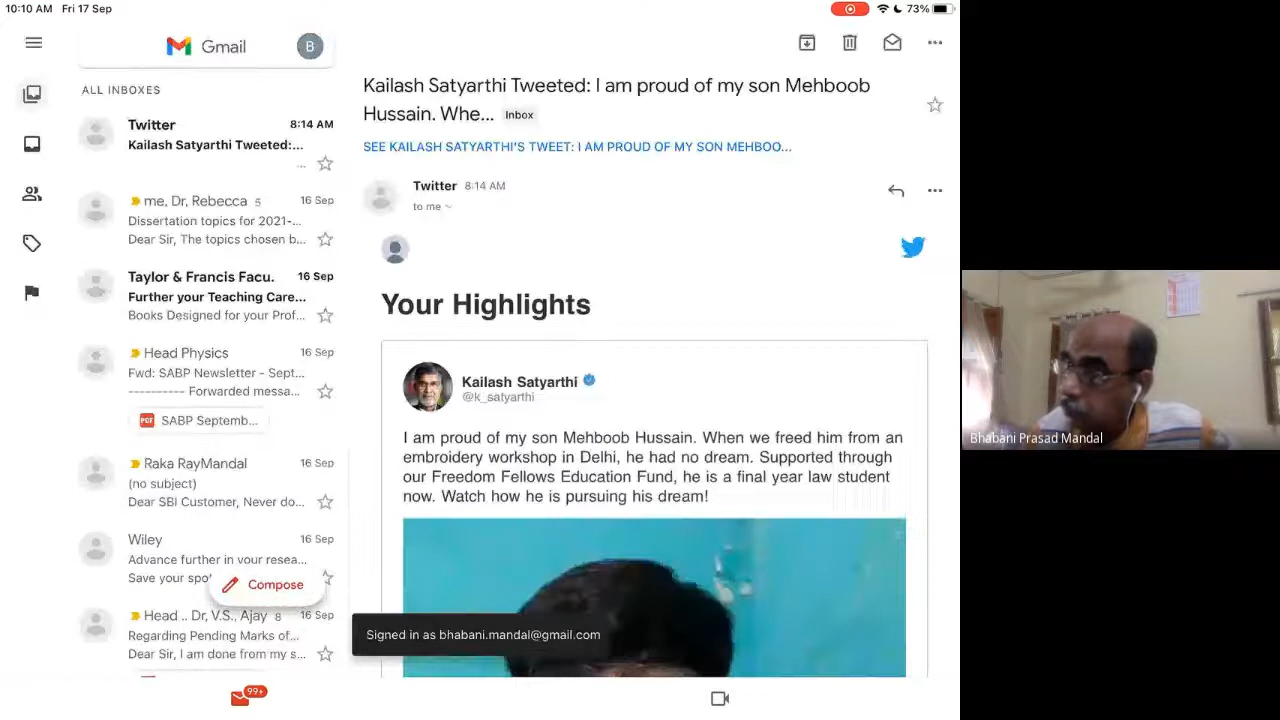 10:10 AM Fri 17 Sep
73%
Gmail
B
ALL INBOXES
Twitter 8:14 AM
Kailash Satyarthi Tweeted:...
...
me, Dr, Rebecca 5 16 Sep
Dissertation topics for 2021-...
Dear Sir, The topics chosen b...
Taylor & Francis Facu. 16 Sep
Further your Teaching Care...
Books Designed for your Prof...
Head Physics 16 Sep
Fwd: SABP Newsletter - Sept...
---------- Forwarded messa...
PDF SABP Septemb...
Raka RayMandal 16 Sep
(no subject)
Dear SBI Customer, Never do...
Wiley 16 Sep
Advance further in your resea...
Save your spo
Compose
Head .. Dr, V.S., Ajay 8 16 Sep
Regarding Pending Marks of...
Dear Sir, I am done from my s...
99+
Kailash Satyarthi Tweeted: I am proud of my son Mehboob
Hussain. Whe... Inbox
SEE KAILASH SATYARTHI'S TWEET: I AM PROUD OF MY SON MEHBOO...
Twitter 8:14 AM
to me
Your Highlights
Kailash Satyarthi
@k_satyarthi
I am proud of my son Mehboob Hussain. When we freed him from an
embroidery workshop in Delhi, he had no dream. Supported through
our Freedom Fellows Education Fund, he is a final year law student
now. Watch how he is pursuing his dream!
Signed in as bhabani.mandal@gmail.com
Bhabani Prasad Mandal